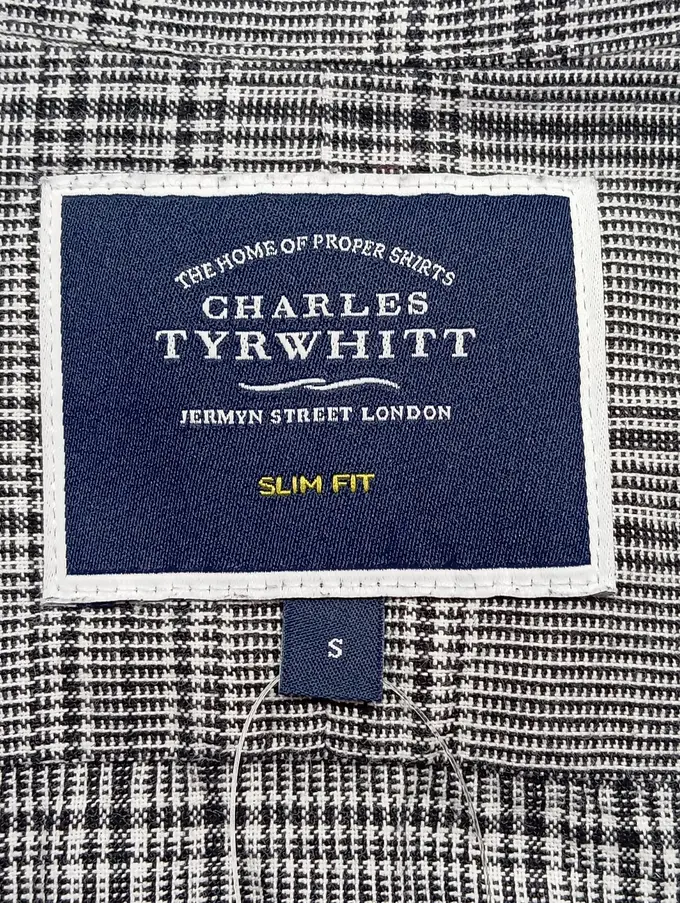 THE HOME OF PROPER SHIRTS
CHARLES
TYRWHITT
JERMYN STREET LONDON
SLIM FIT
S